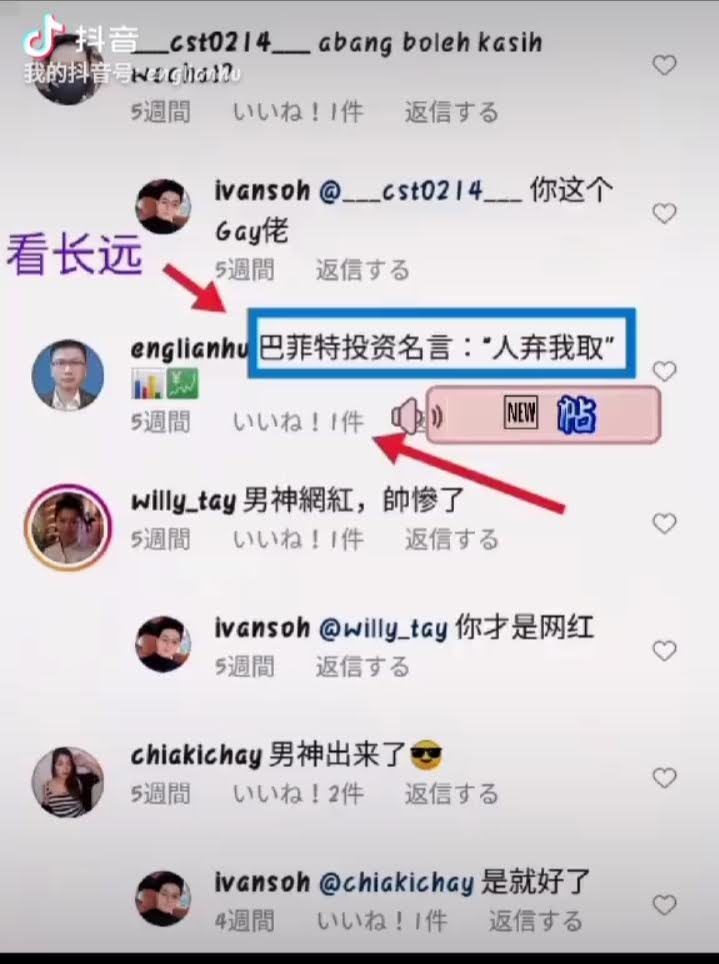 抖音
___cst0214___ abang boleh kasih
我的抖音号: englianhu
wechat?
5週間 いいね！1件 返信する
ivansoh @___cst0214___ 你这个
Gay佬
5週間 返信する
看长远
englianhu 巴菲特投资名言：“人弃我取”
5週間 いいね！1件
NEW 帖
willy_tay 男神網紅，帥慘了
5週間 いいね！1件 返信する
ivansoh @willy_tay 你才是网红
5週間 返信する
chiakichay 男神出来了😎
5週間 いいね！2件 返信する
ivansoh @chiakichay 是就好了
4週間 いいね！1件 返信する